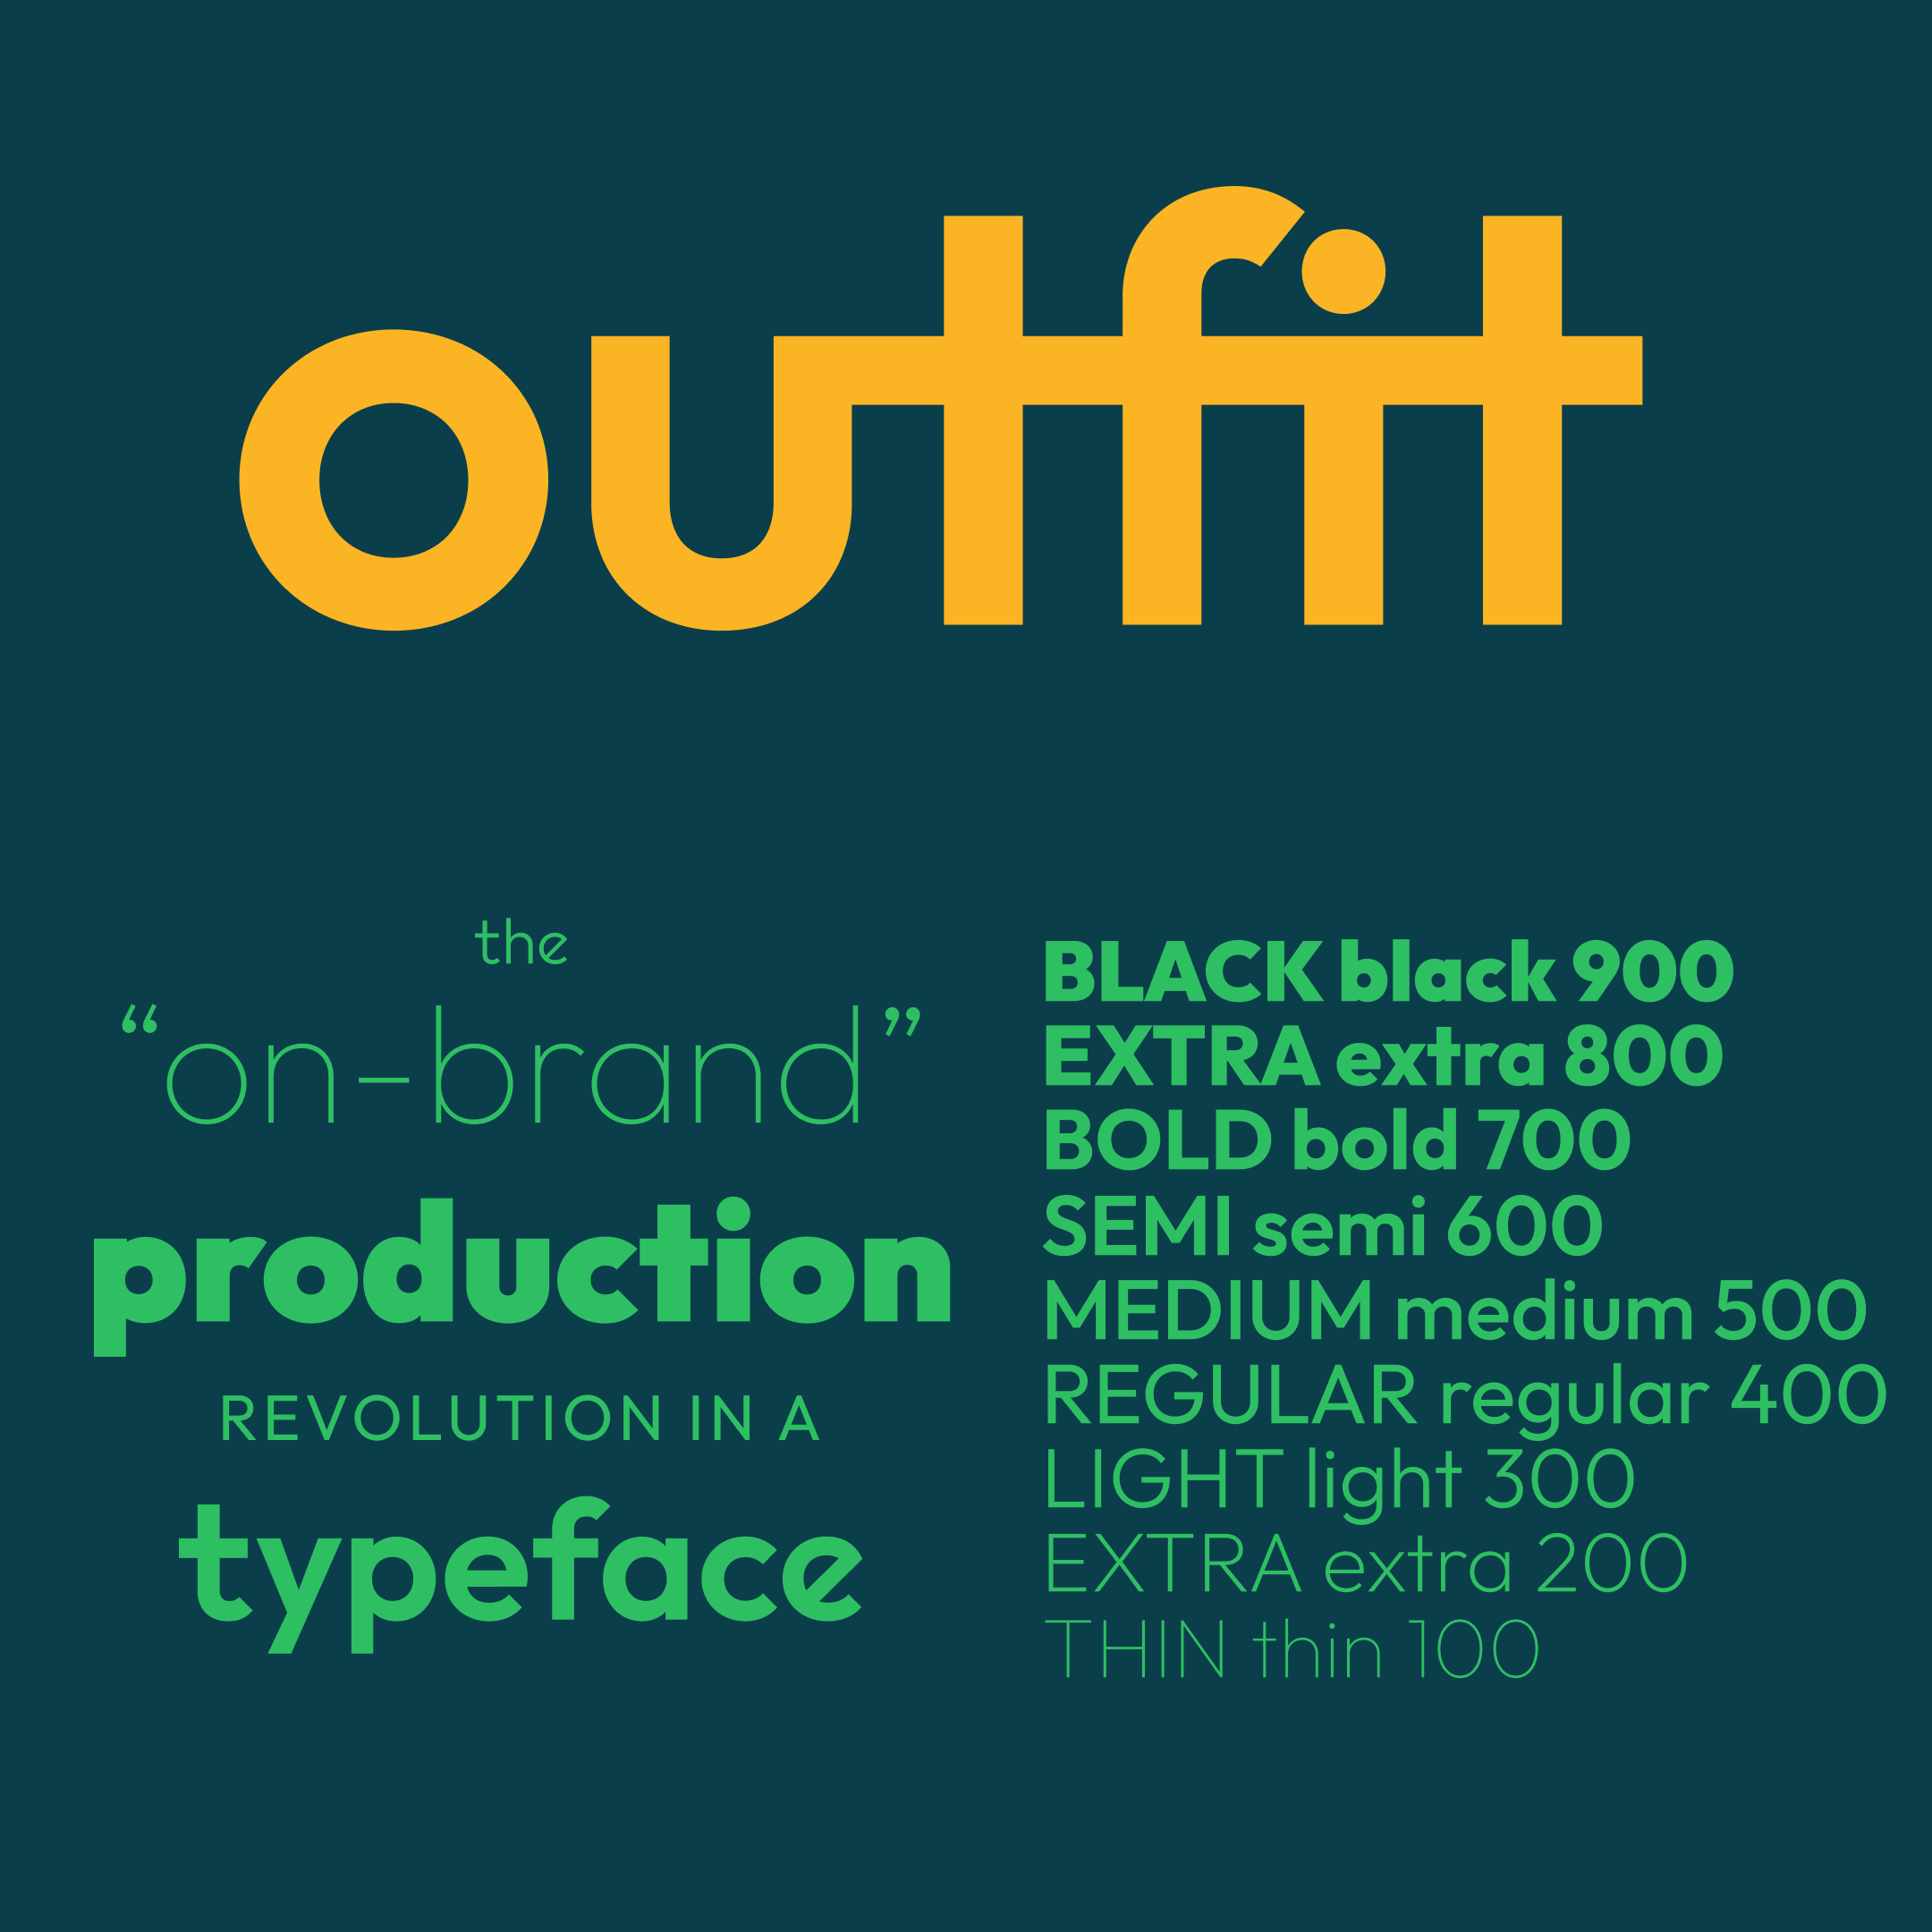 outfit
the
“on-brand”
production
REVOLUTION IN A
typeface
BLACK black 900
EXTRA extra 800
BOLD bold 700
SEMI semi 600
MEDIUM medium 500
REGULAR regular 400
LIGHT light 300
EXTRA extra 200
THIN thin 100